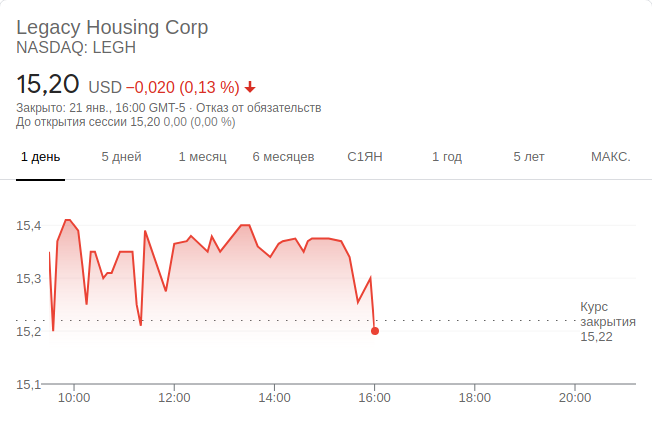 Legacy Housing Corp
NASDAQ: LEGH
15,20 USD −0,020 (0,13 %)
Закрыто: 21 янв., 16:00 GMT-5 · Отказ от обязательств
До открытия сессии 15,20 0,00 (0,00 %)
1 день 5 дней 1 месяц 6 месяцев С1ЯН 1 год 5 лет МАКС.
15,4
15,3
Курс
закрытия
15,22
15,2
15,1
10:00 12:00 14:00 16:00 18:00 20:00